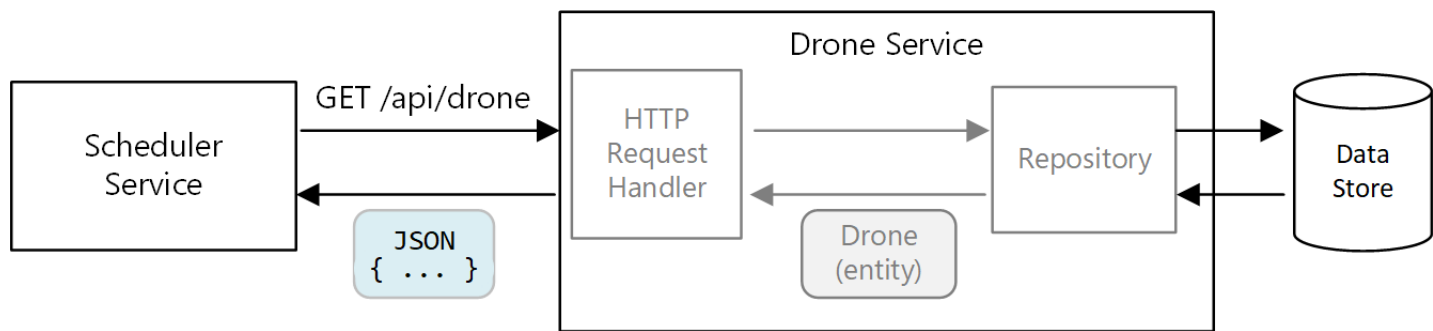 Drone Service
Scheduler
Service
GET /api/drone
JSON
{ ... }
HTTP
Request
Handler
Drone
(entity)
Repository
Data
Store